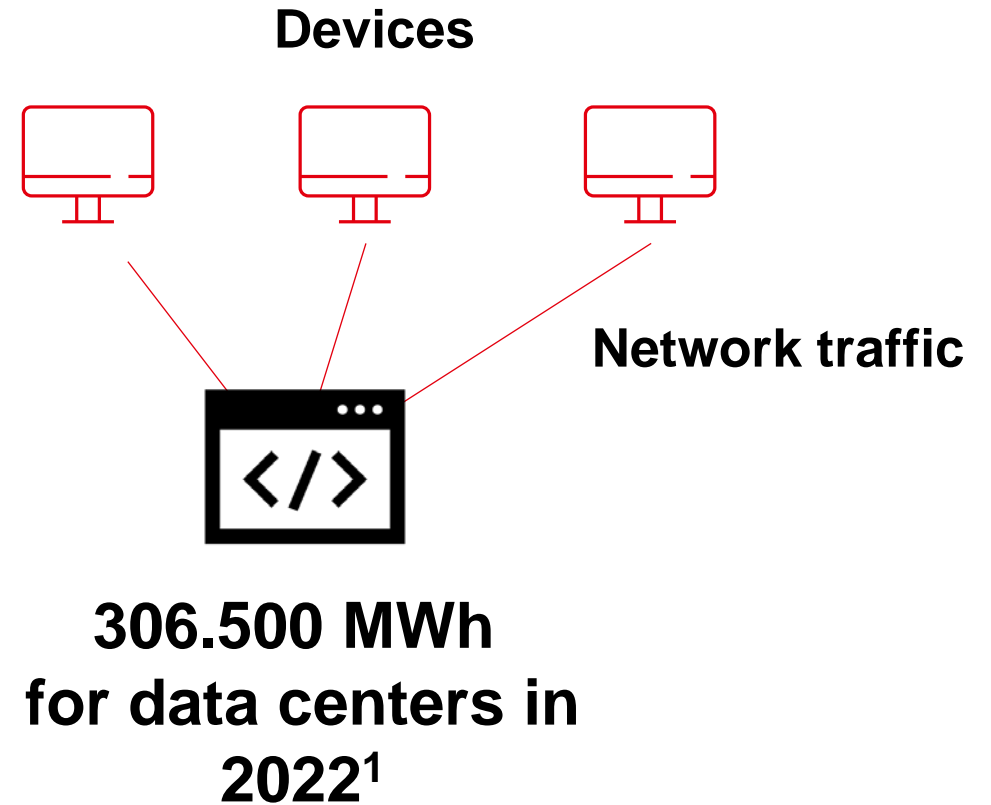 Devices
Network traffic
</>
306.500 MWh
for data centers in
2022¹